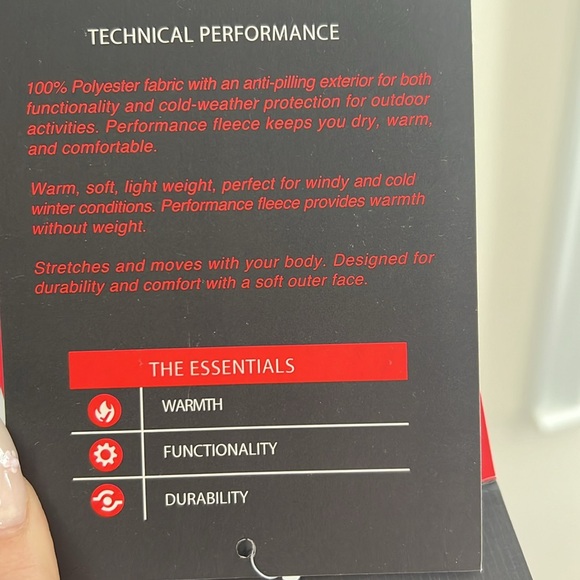 TECHNICAL PERFORMANCE
100% Polyester fabric with an anti-pilling exterior for both
functionality and cold-weather protection for outdoor
activities. Performance fleece keeps you dry, warm,
and comfortable.
Warm, soft, light weight, perfect for windy and cold
winter conditions. Performance fleece provides warmth
without weight.
Stretches and moves with your body. Designed for
durability and comfort with a soft outer face.
THE ESSENTIALS
WARMTH
FUNCTIONALITY
DURABILITY